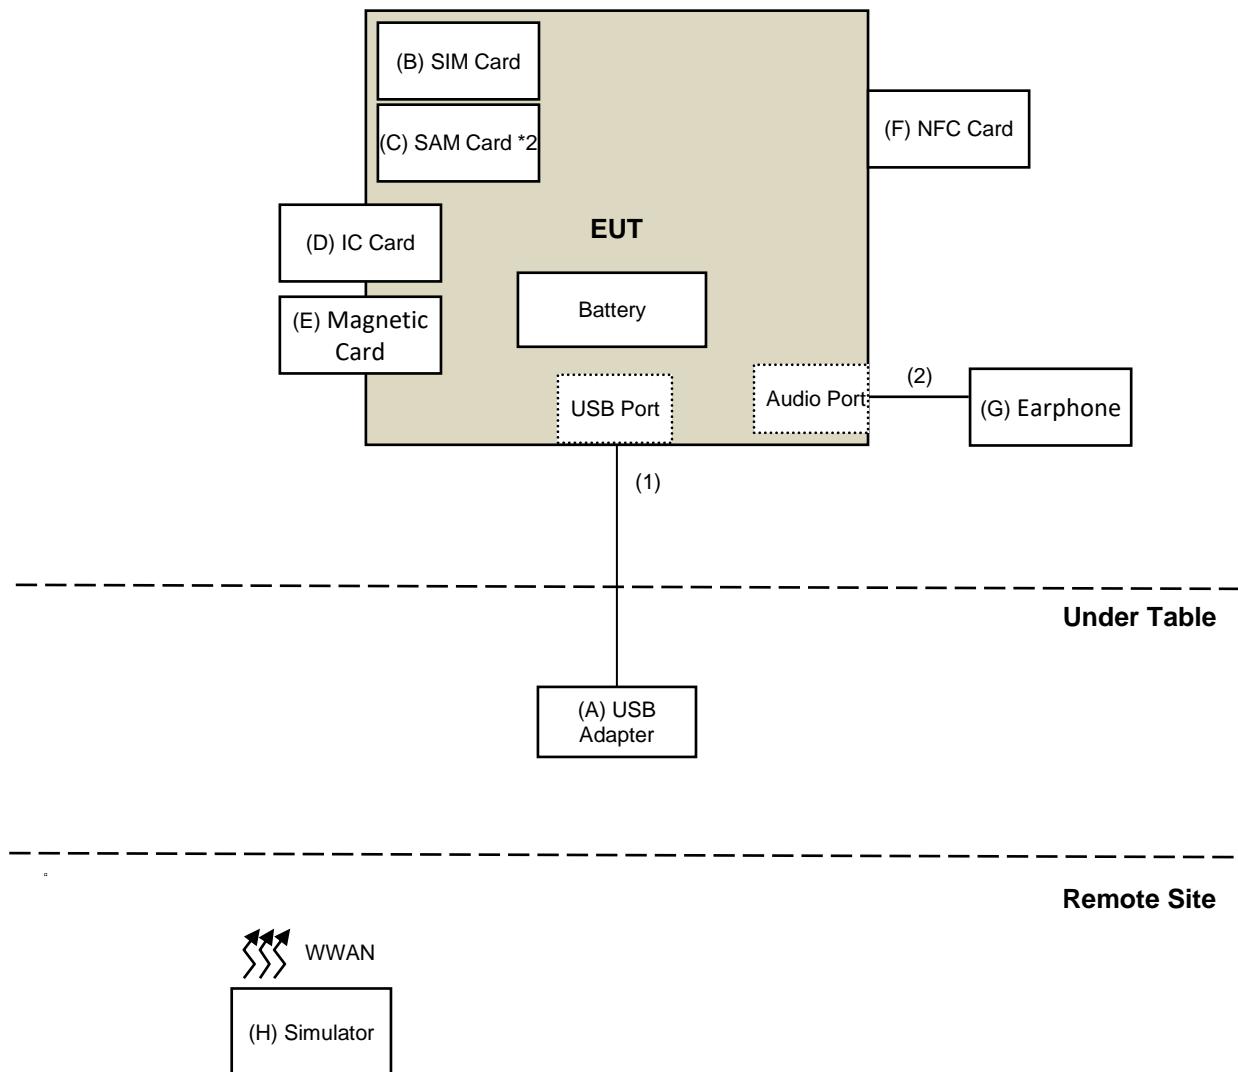 (B) SIM Card
(C) SAM Card *2
(F) NFC Card
(D) IC Card
EUT
(E) Magnetic
Card
Battery
USB Port
Audio Port
(2)
(G) Earphone
(1)
Under Table
(A) USB
Adapter
Remote Site
WWAN
(H) Simulator